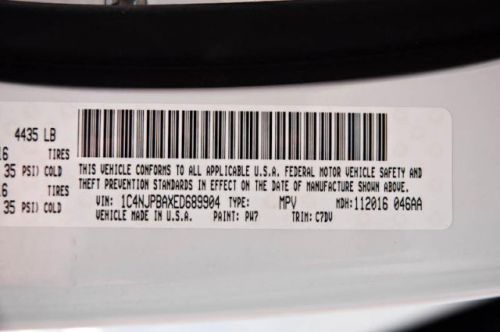 4435 LB
16 TIRES
35 PSI) COLD
16 TIRES
35 PSI) COLD
THIS VEHICLE CONFORMS TO ALL APPLICABLE U.S.A. FEDERAL MOTOR VEHICLE SAFETY AND
THEFT PREVENTION STANDARDS IN EFFECT ON THE DATE OF MANUFACTURE SHOWN ABOVE.
VIN: 1C4NJPBAXED689904 TYPE: MPV MDH:112016 046AA
VEHICLE MADE IN U.S.A. PAINT: PW7 TRIM: C7DV